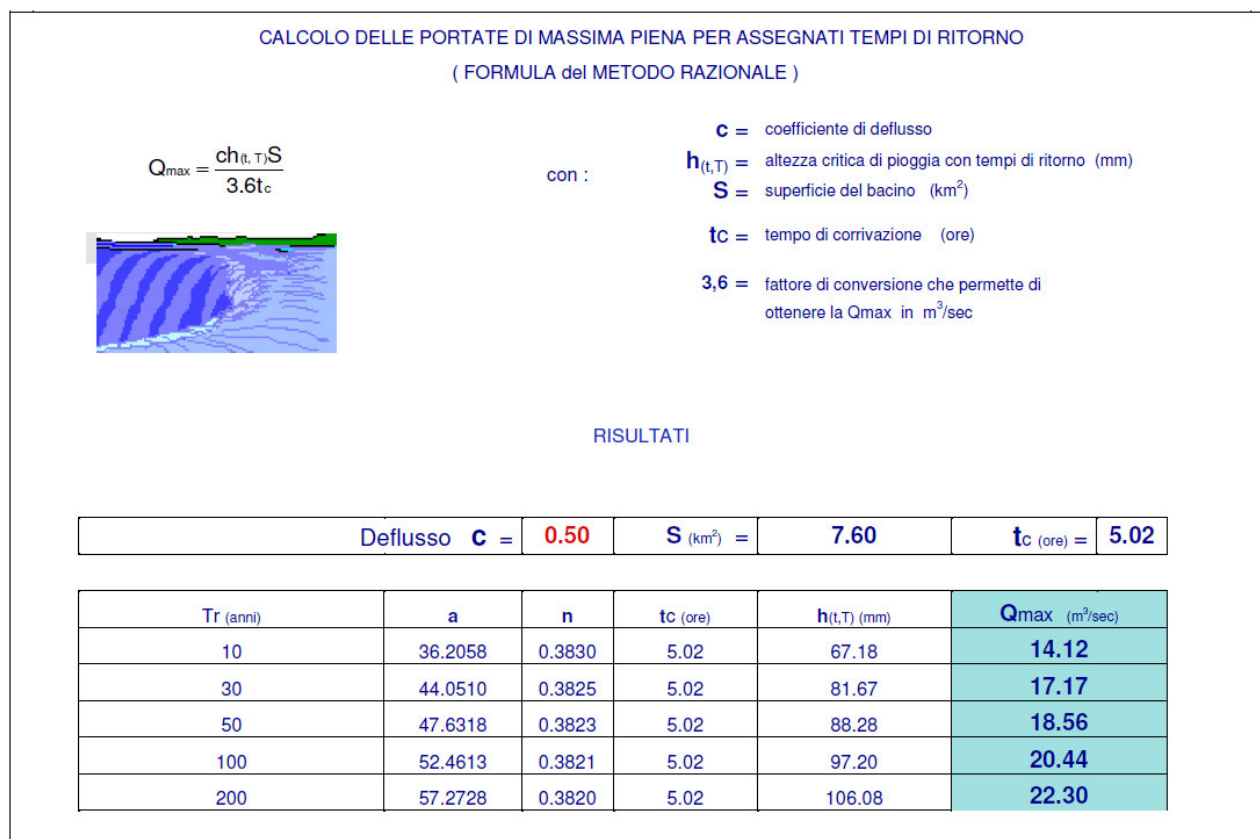 CALCOLO DELLE PORTATE DI MASSIMA PIENA PER ASSEGNATI TEMPI DI RITORNO
( FORMULA del METODO RAZIONALE )
Qmax = ch(t, T)S / 3.6tc
con :
c = coefficiente di deflusso
h(t,T) = altezza critica di pioggia con tempi di ritorno (mm)
S = superficie del bacino (km²)
tc = tempo di corrivazione (ore)
3,6 = fattore di conversione che permette di
ottenere la Qmax in m³/sec
RISULTATI
Deflusso c = 0.50 S (km²) = 7.60 tc (ore) = 5.02
Tr (anni) a n tc (ore) h(t,T) (mm) Qmax (m³/sec)
10 36.2058 0.3830 5.02 67.18 14.12
30 44.0510 0.3825 5.02 81.67 17.17
50 47.6318 0.3823 5.02 88.28 18.56
100 52.4613 0.3821 5.02 97.20 20.44
200 57.2728 0.3820 5.02 106.08 22.30